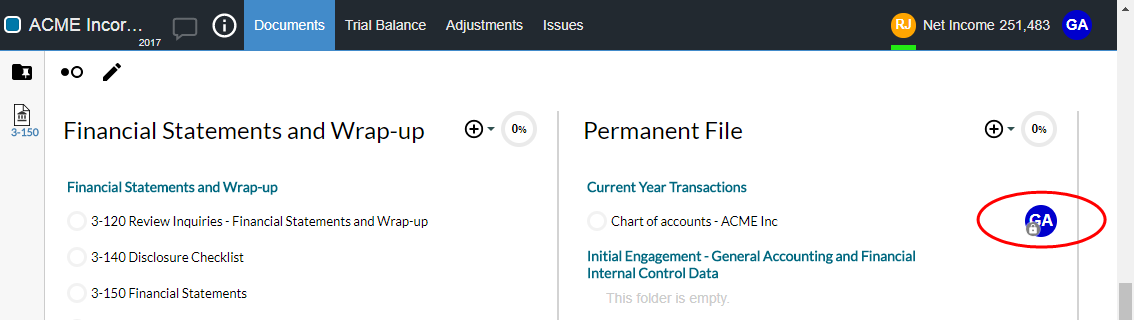 ACME Incor...
2017
Documents
Trial Balance
Adjustments
Issues
RJ
Net Income 251,483
GA
3-150
Financial Statements and Wrap-up
0%
Permanent File
0%
Financial Statements and Wrap-up
3-120 Review Inquiries - Financial Statements and Wrap-up
3-140 Disclosure Checklist
3-150 Financial Statements
Current Year Transactions
Chart of accounts - ACME Inc
GA
Initial Engagement - General Accounting and Financial
Internal Control Data
This folder is empty.